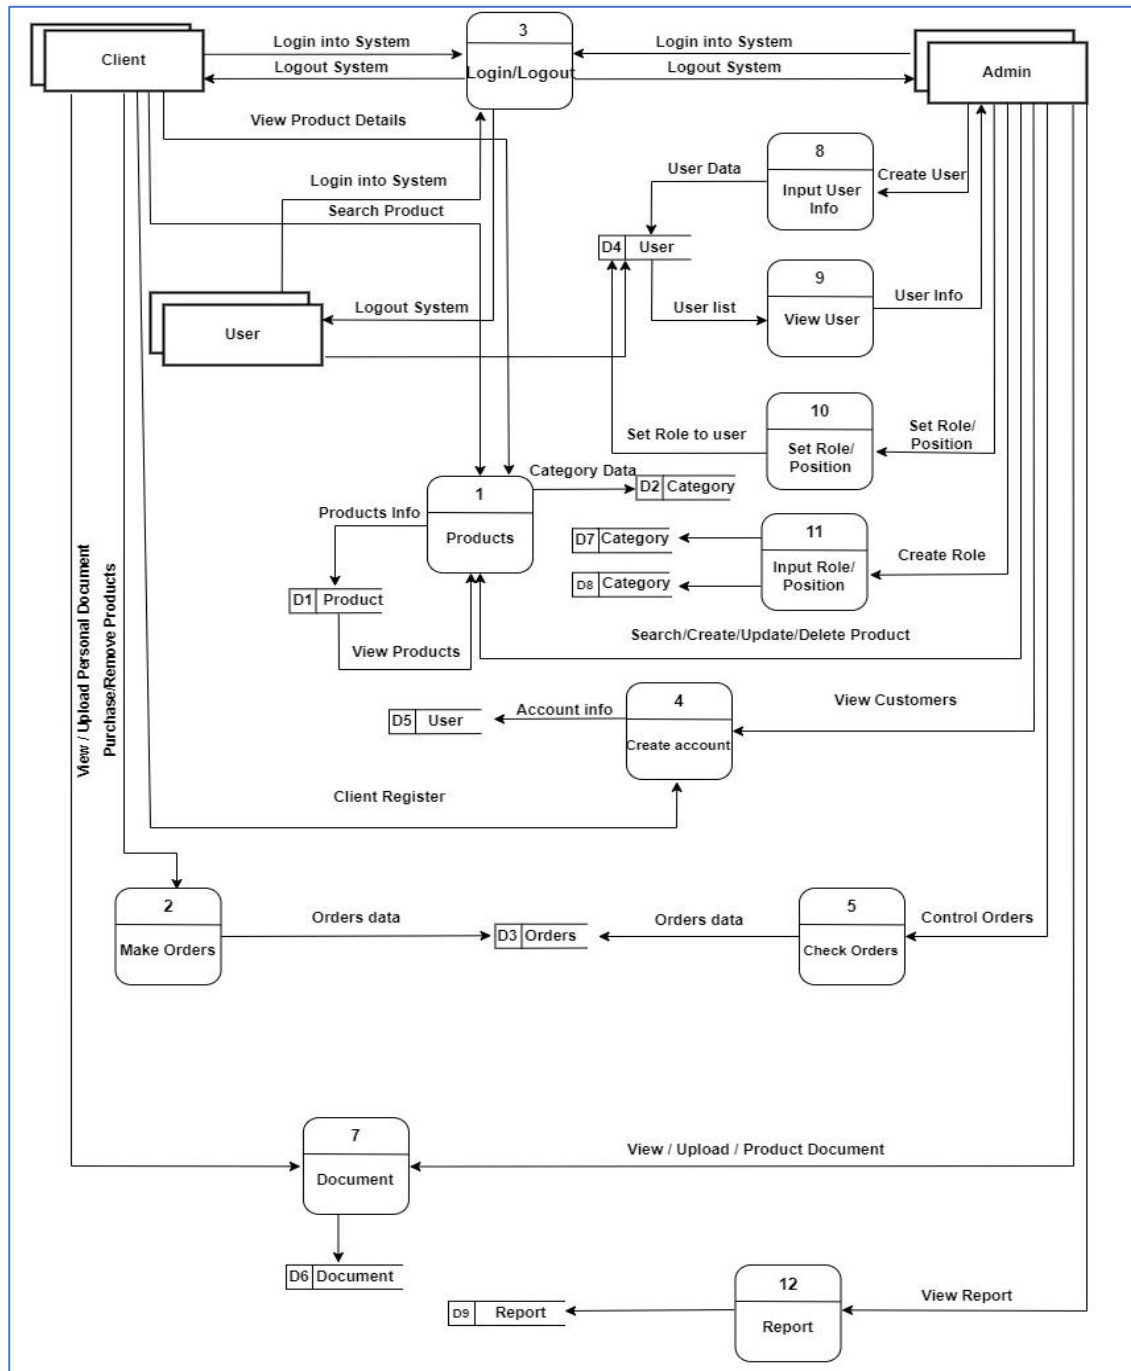 3
Login into System
Login into System
Client
Login/Logout
Admin
Logout System
Logout System
View Product Details
8
User Data
Create User
Input User
Info
Login into System
Search Product
D4 User
9
User Info
User list
View User
Logout System
User
10
Set Role to user
Set Role/
Position
Set Role/
Position
Category Data
D2 Category
1
Products Info
Products
D7 Category
11
Input Role/
Position
Create Role
D8 Category
D1 Product
Search/Create/Update/Delete Product
View Products
View / Upload Personal Document
Purchase/Remove Products
4
View Customers
Account info
D5 User
Create account
Client Register
2
5
Orders data
Orders data
Control Orders
D3 Orders
Make Orders
Check Orders
7
View / Upload / Product Document
Document
D6 Document
12
View Report
D9 Report
Report